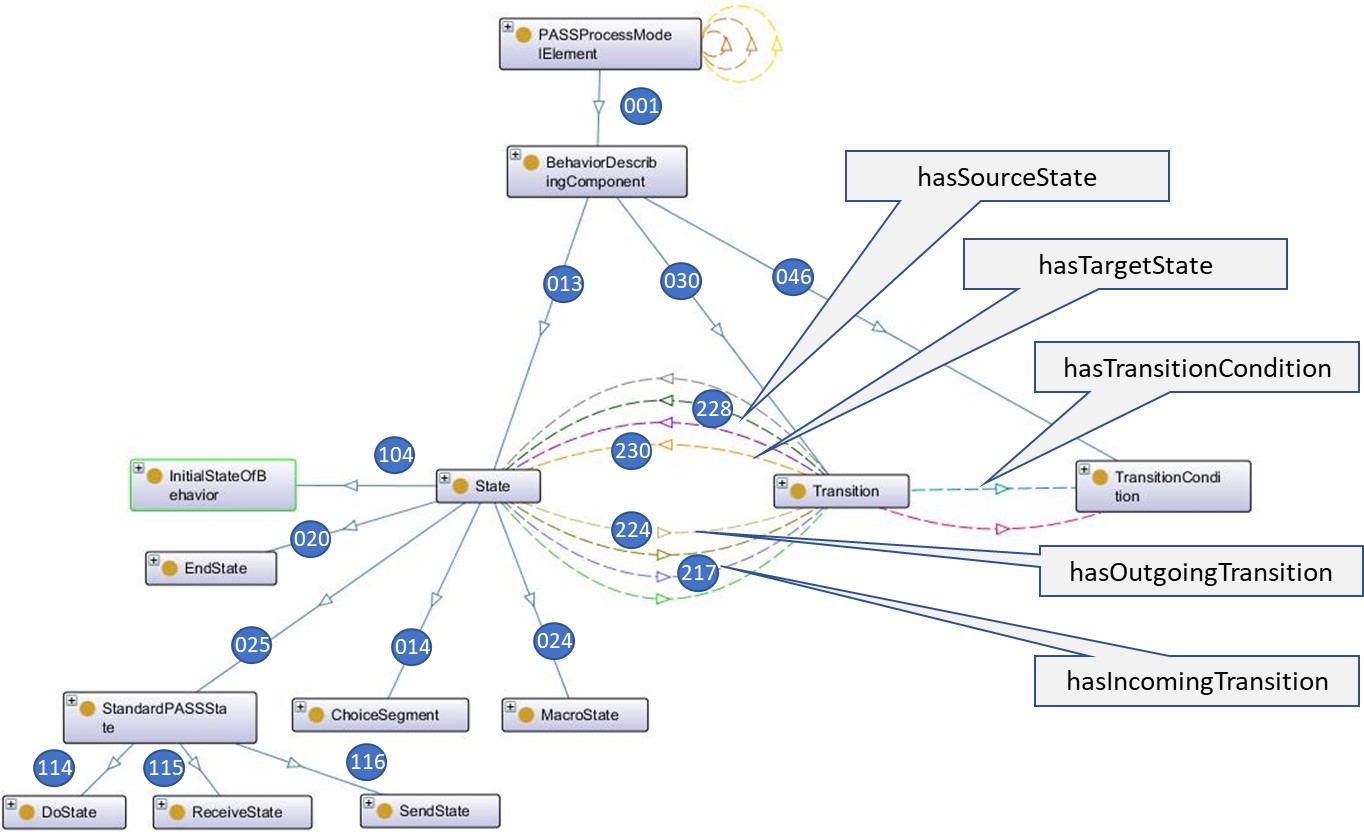 PASSProcessMode
lElement
001
BehaviorDescrib
ingComponent
hasSourceState
hasTargetState
013
030
046
hasTransitionCondition
228
230
104
InitialStateOfB
ehavior
State
Transition
TransitionCondi
tion
020
EndState
224
217
hasOutgoingTransition
hasIncomingTransition
025
014
024
StandardPASSSta
te
ChoiceSegment
MacroState
114
115
116
DoState
ReceiveState
SendState